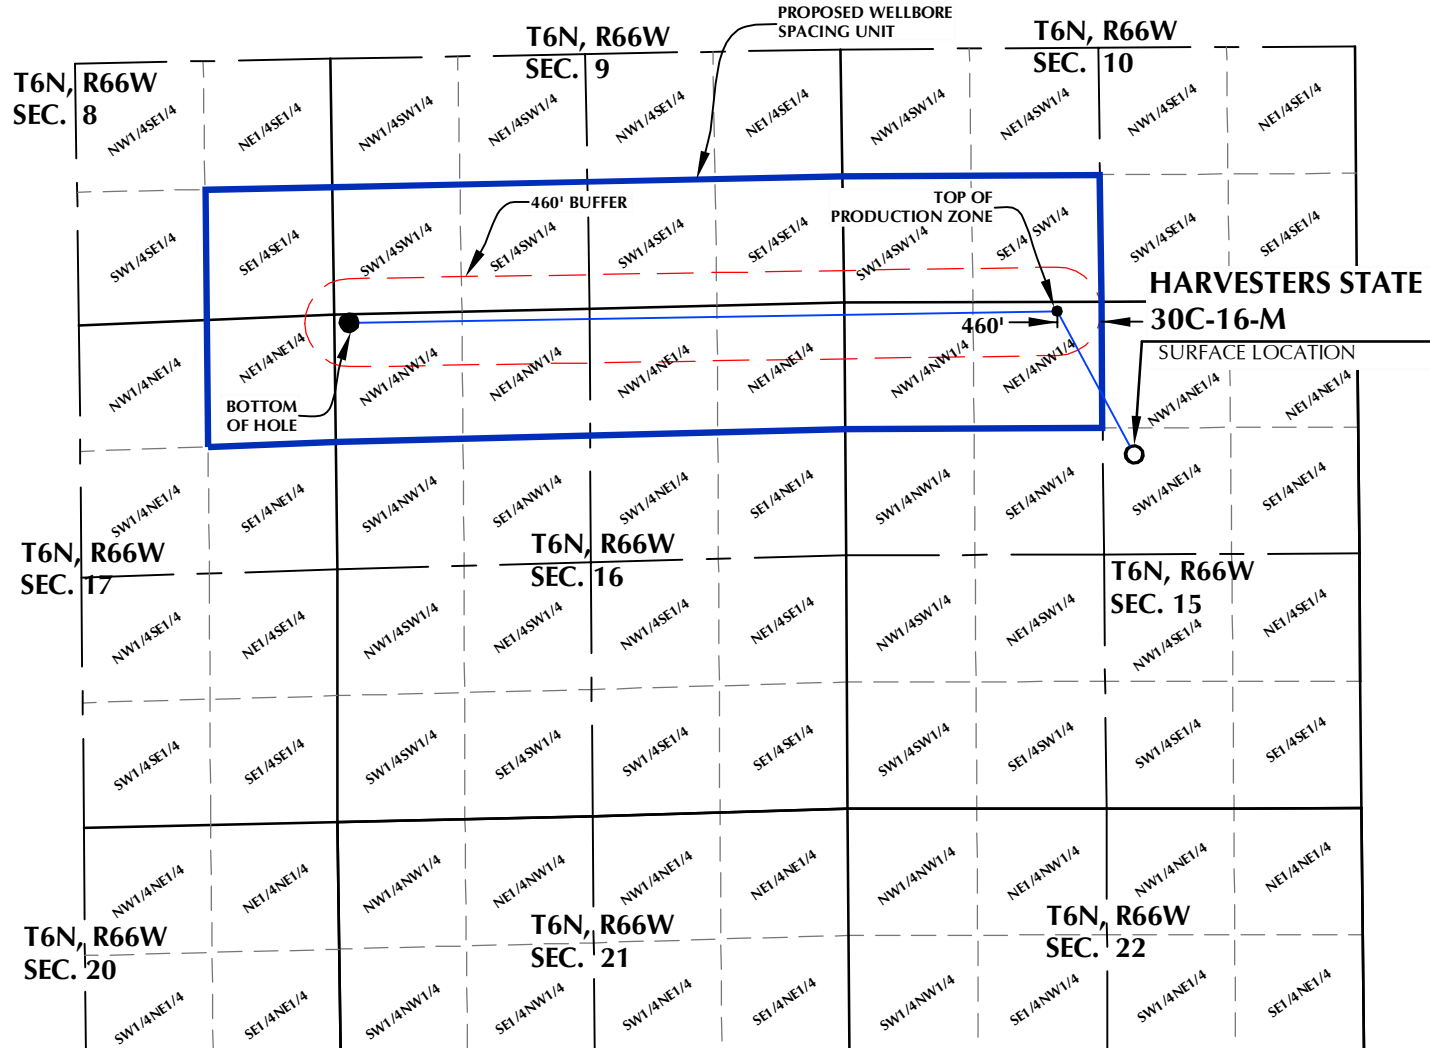 PROPOSED WELLBORE
SPACING UNIT
T6N, R66W
SEC. 8
T6N, R66W
SEC. 9
T6N, R66W
SEC. 10
NW1/4SE1/4
NE1/4SE1/4
NW1/4SW1/4
NE1/4SW1/4
NW1/4SE1/4
NE1/4SE1/4
NW1/4SW1/4
NE1/4SW1/4
NW1/4SE1/4
NE1/4SE1/4
460' BUFFER
TOP OF
PRODUCTION ZONE
SW1/4SE1/4
SE1/4SE1/4
SW1/4SW1/4
SE1/4SW1/4
SW1/4SE1/4
SE1/4SE1/4
SW1/4SW1/4
SE1/4 SW1/4
SW1/4SE1/4
SE1/4SE1/4
HARVESTERS STATE
30C-16-M
SURFACE LOCATION
460'
NW1/4NE1/4
NE1/4NE1/4
NW1/4NW1/4
NE1/4NW1/4
NW1/4NE1/4
NE1/4NE1/4
NW1/4NW1/4
NE1/4NW1/4
NW1/4NE1/4
NE1/4NE1/4
BOTTOM
OF HOLE
SW1/4NE1/4
SE1/4NE1/4
SW1/4NW1/4
SE1/4NW1/4
SW1/4NE1/4
SE1/4NE1/4
SW1/4NW1/4
SE1/4NW1/4
SW1/4NE1/4
SE1/4NE1/4
T6N, R66W
SEC. 17
T6N, R66W
SEC. 16
T6N, R66W
SEC. 15
NW1/4SE1/4
NE1/4SE1/4
NW1/4SW1/4
NE1/4SW1/4
NW1/4SE1/4
NE1/4SE1/4
NW1/4SW1/4
NE1/4SW1/4
NW1/4SE1/4
NE1/4SE1/4
SW1/4SE1/4
SE1/4SE1/4
SW1/4SW1/4
SE1/4SW1/4
SW1/4SE1/4
SE1/4SE1/4
SW1/4SW1/4
SE1/4SW1/4
SW1/4SE1/4
SE1/4SE1/4
NW1/4NE1/4
NE1/4NE1/4
NW1/4NW1/4
NE1/4NW1/4
NW1/4NE1/4
NE1/4NE1/4
NW1/4NW1/4
NE1/4NW1/4
NW1/4NE1/4
NE1/4NE1/4
T6N, R66W
SEC. 20
T6N, R66W
SEC. 21
T6N, R66W
SEC. 22
SW1/4NE1/4
SE1/4NE1/4
SW1/4NW1/4
SE1/4NW1/4
SW1/4NE1/4
SE1/4NE1/4
SW1/4NW1/4
SE1/4NW1/4
SW1/4NE1/4
SE1/4NE1/4